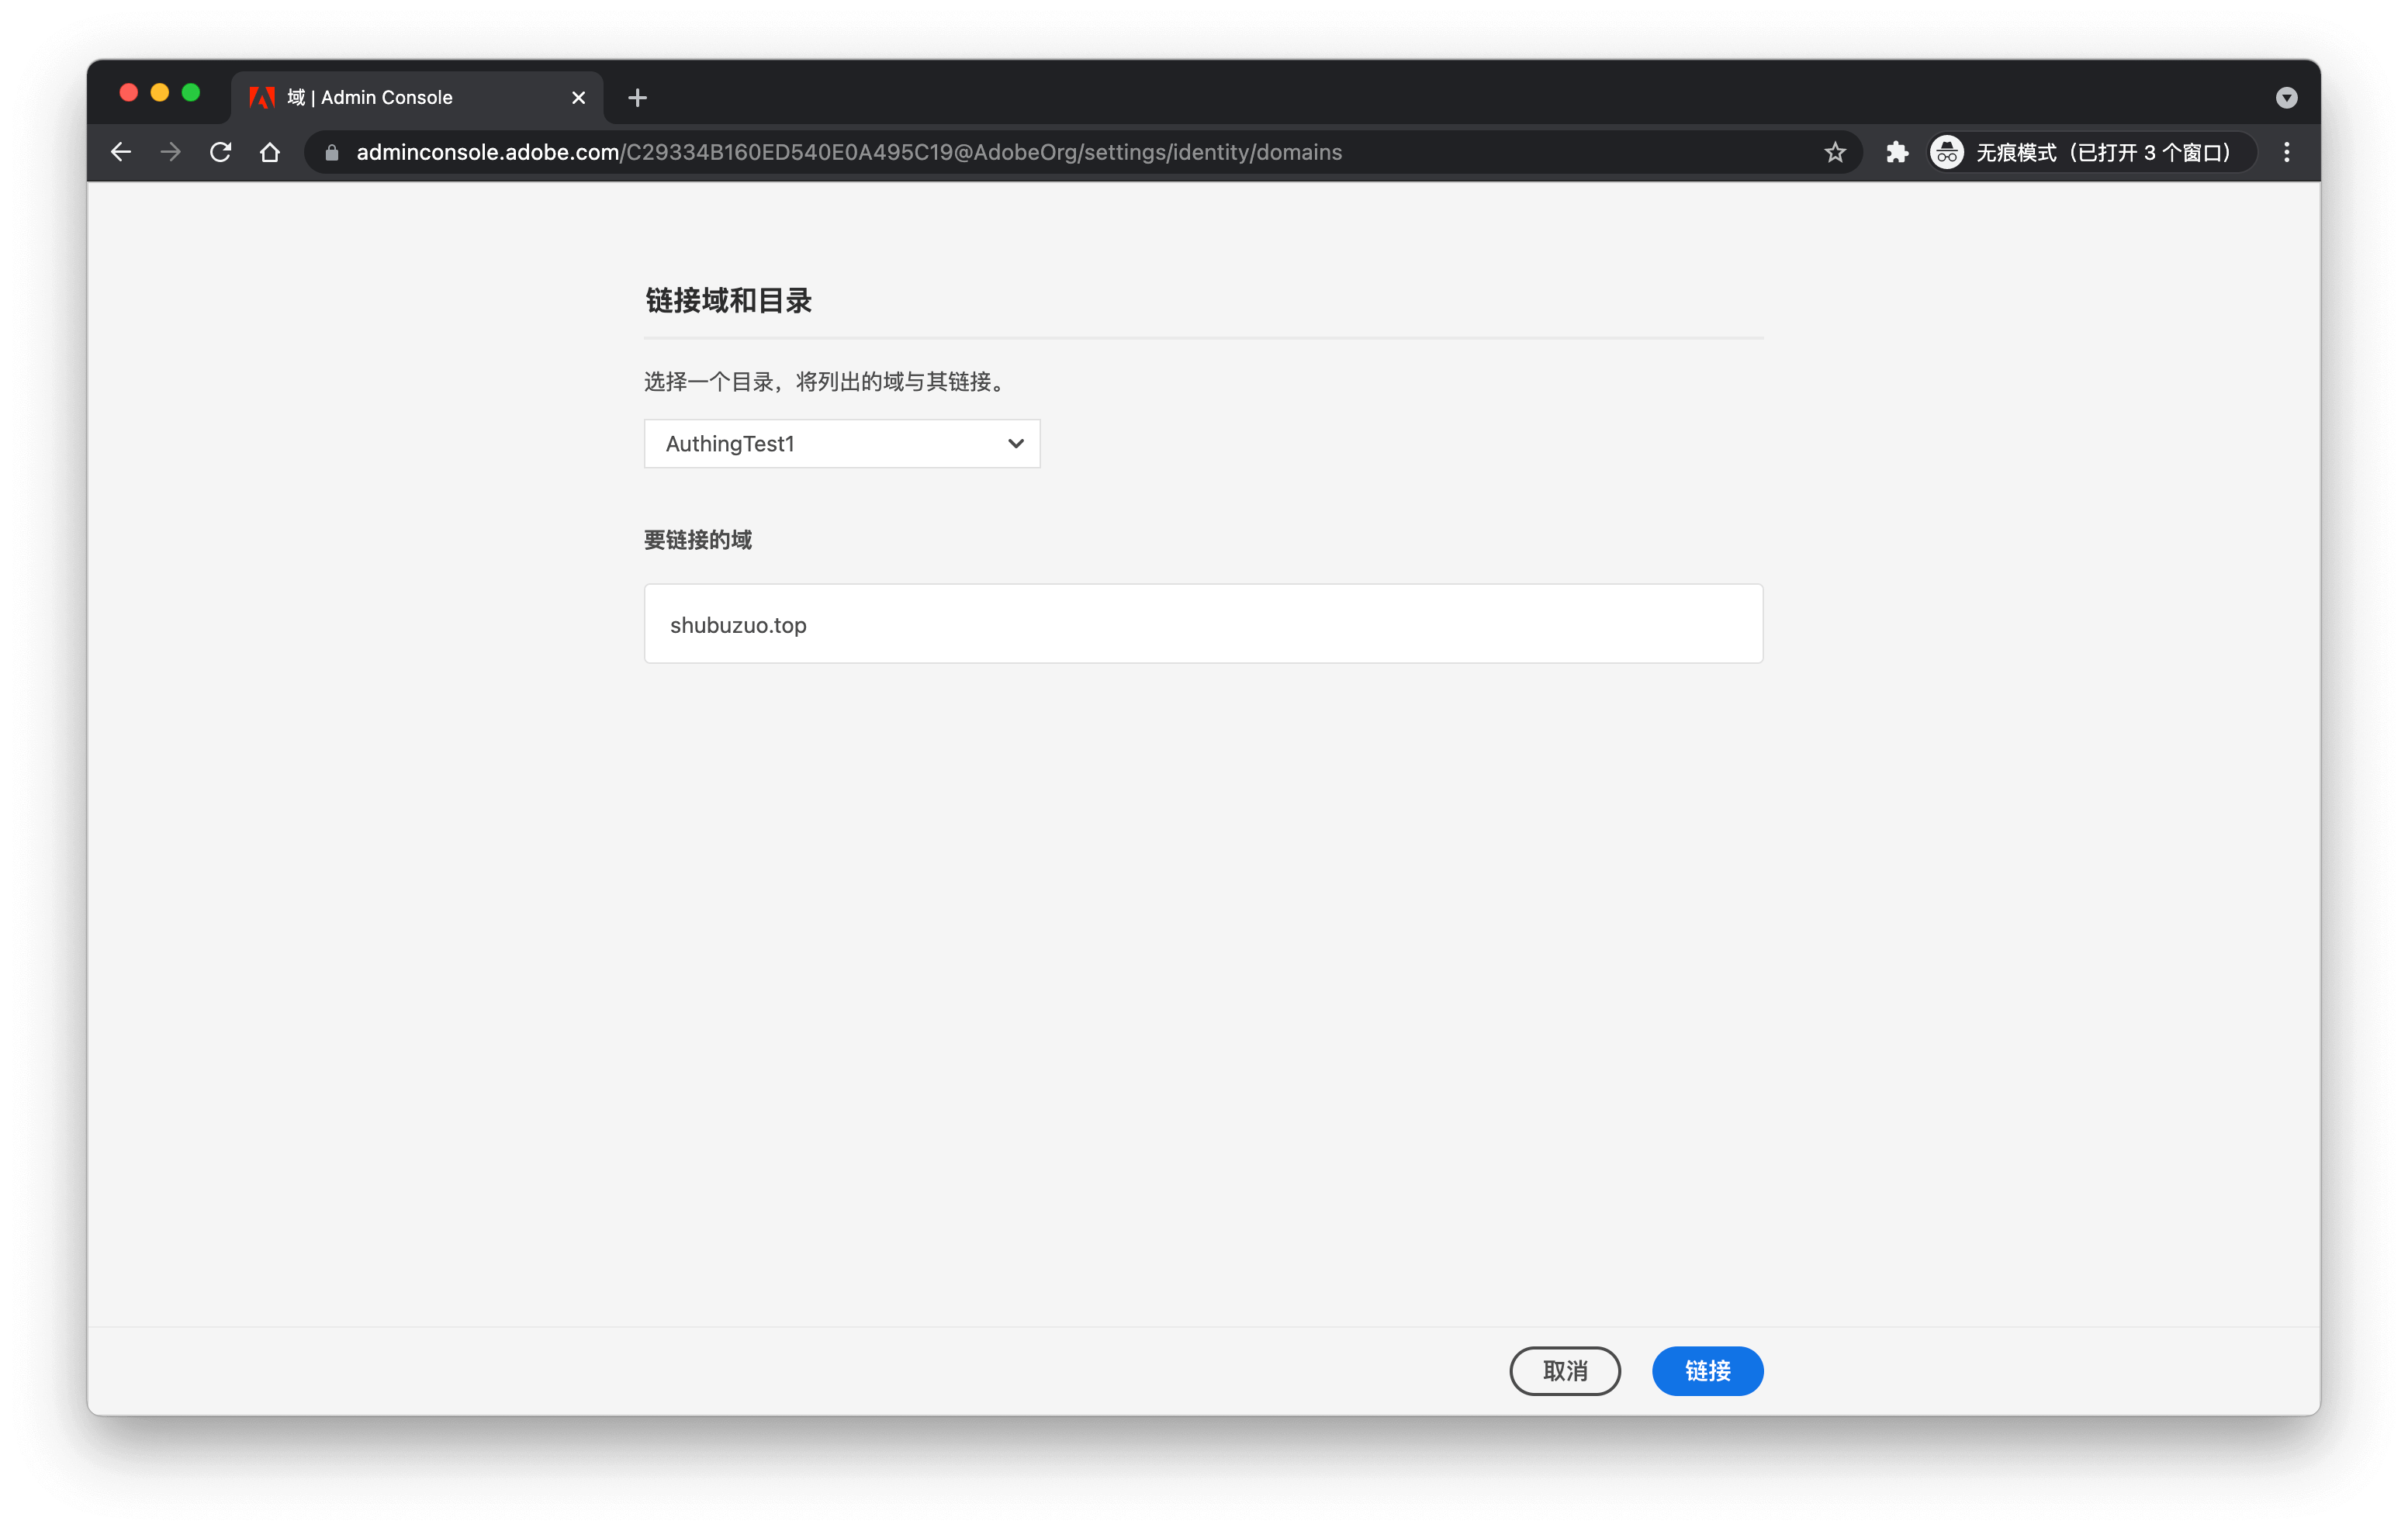 域 | Admin Console
adminconsole.adobe.com/C29334B160ED540E0A495C19@AdobeOrg/settings/identity/domains
无痕模式（已打开 3 个窗口）
链接域和目录
选择一个目录，将列出的域与其链接。
AuthingTest1
要链接的域
shubuzuo.top
取消
链接